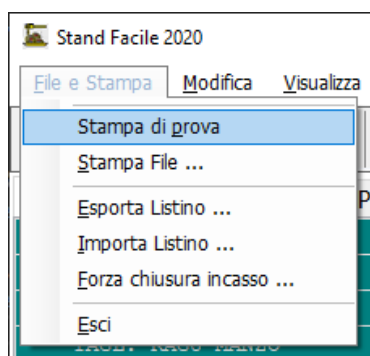 Stand Facile 2020
File e Stampa Modifica Visualizza
Stampa di prova
Stampa File ...
P
Esporta Listino ...
Importa Listino ...
Forza chiusura incasso ...
Esci